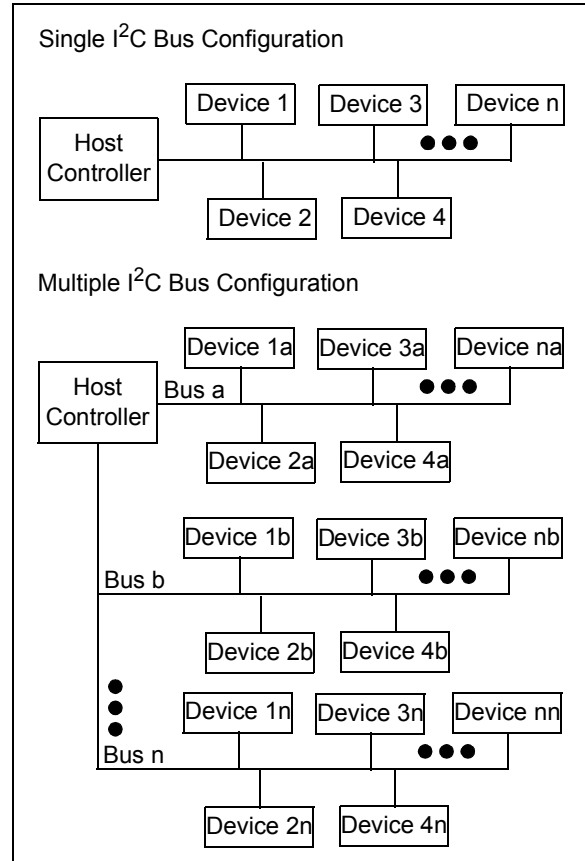 Single I²C Bus Configuration
Device 1 Device 3 Device n
Host
Controller
Device 2 Device 4
Multiple I²C Bus Configuration
Device 1a Device 3a Device na
Host
Controller
Bus a
Device 2a Device 4a
Device 1b Device 3b Device nb
Bus b
Device 2b Device 4b
Device 1n Device 3n Device nn
Bus n
Device 2n Device 4n